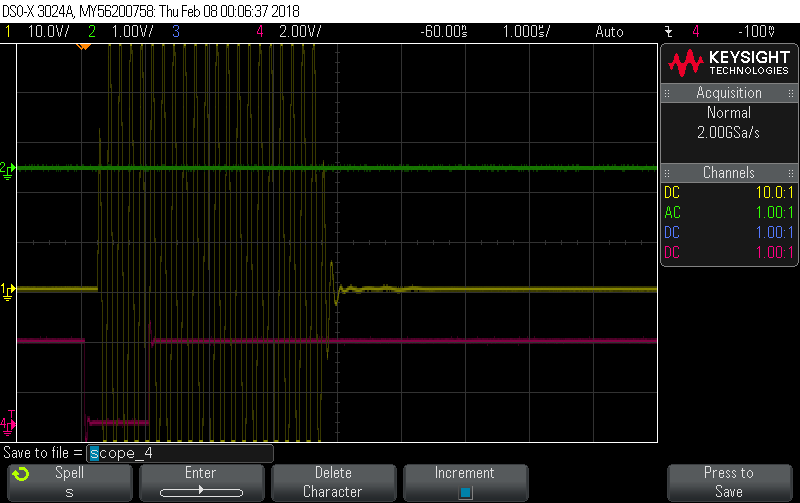 DSO-X 3024A, MY56200758: Thu Feb 08 00:06:37 2018
1 10.0V/ 2 1.00V/ 3 4 2.00V/ -60.00ns 1.000s/ Auto 4 -100mV
KEYSIGHT
TECHNOLOGIES
Acquisition
Normal
2.00GSa/s
Channels
DC 10.0:1
AC 1.00:1
DC 1.00:1
DC 1.00:1
2
1
T
4
Save to file = scope_4
Spell
s
Enter
Delete
Character
Increment
Press to
Save